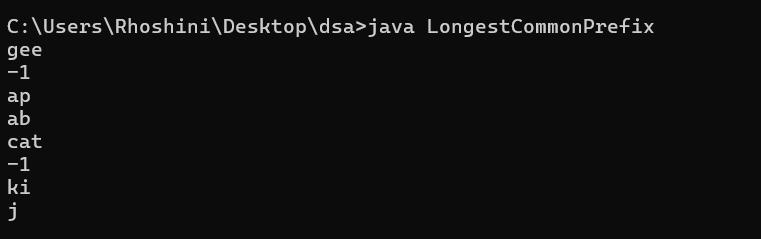 C:\Users\Rhoshini\Desktop\dsa>java LongestCommonPrefix
gee
-1
ap
ab
cat
-1
ki
j